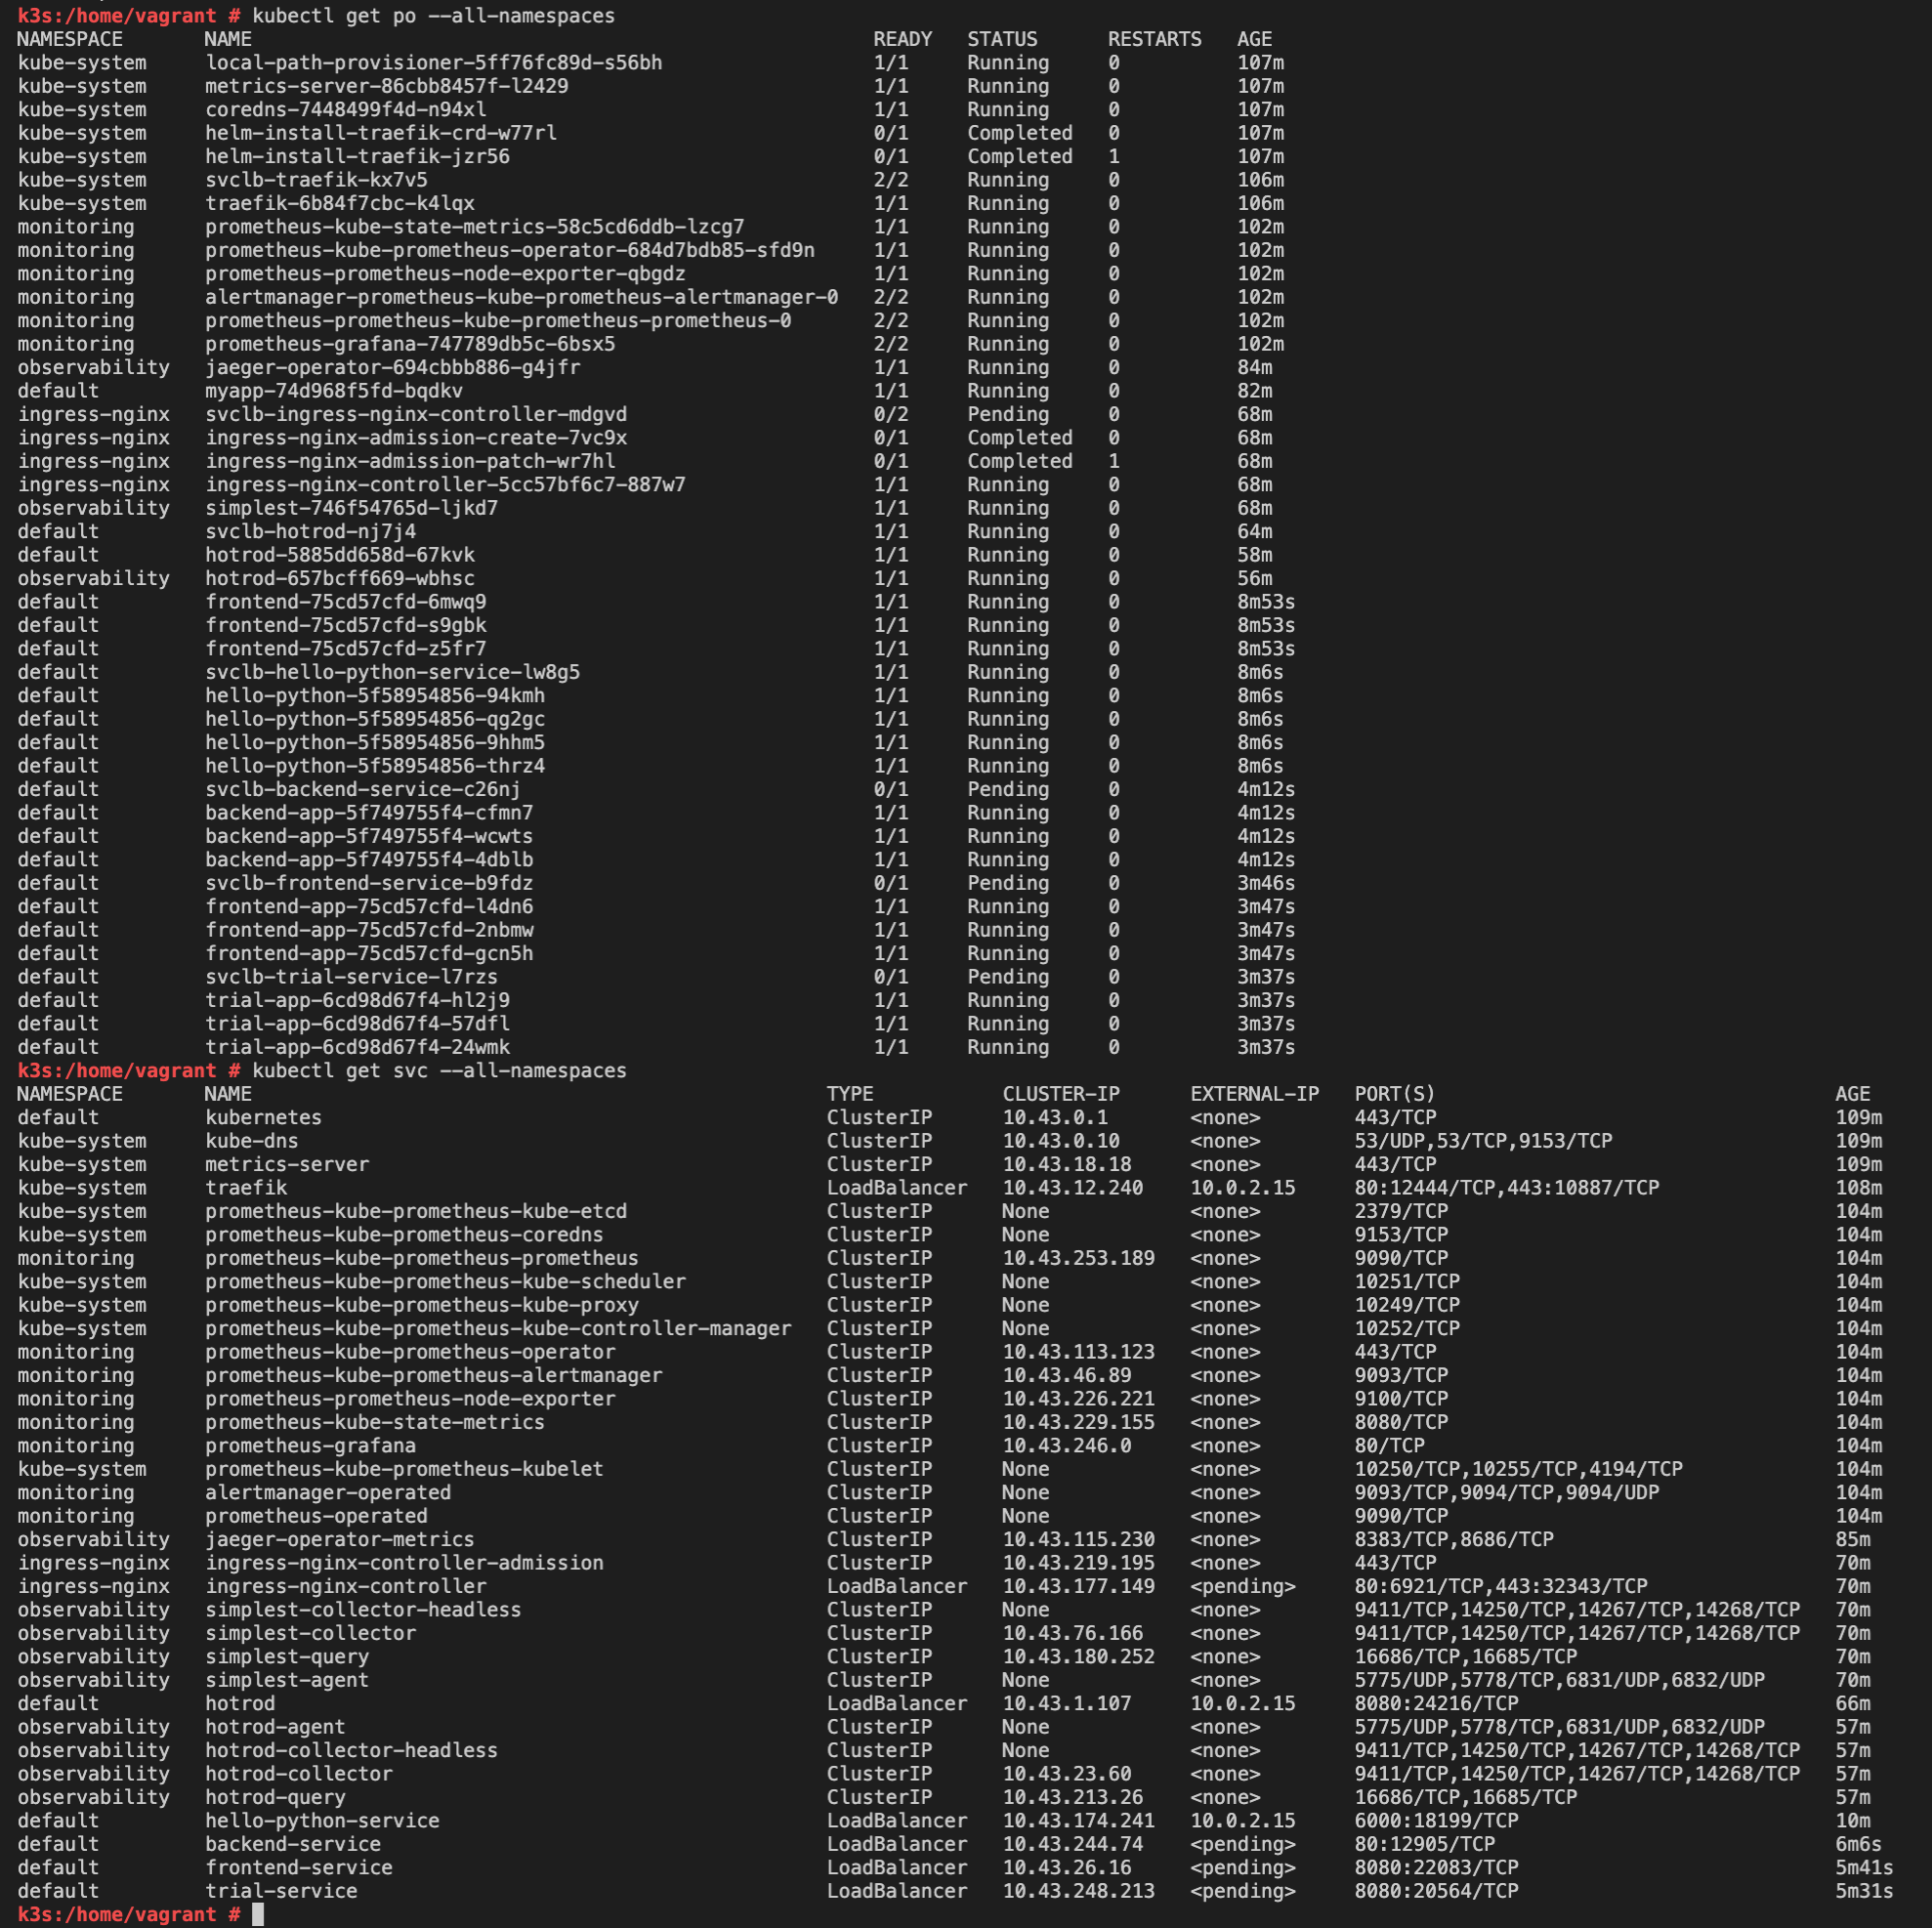 k3s:/home/vagrant # kubectl get po --all-namespaces
NAMESPACE       NAME                                                     READY   STATUS      RESTARTS   AGE
kube-system     local-path-provisioner-5ff76fc89d-s56bh                  1/1     Running     0          107m
kube-system     metrics-server-86cbb8457f-l2429                          1/1     Running     0          107m
kube-system     coredns-7448499f4d-n94xl                                 1/1     Running     0          107m
kube-system     helm-install-traefik-crd-w77rl                           0/1     Completed   0          107m
kube-system     helm-install-traefik-jzr56                               0/1     Completed   1          107m
kube-system     svclb-traefik-kx7v5                                      2/2     Running     0          106m
kube-system     traefik-6b84f7cbc-k4lqx                                  1/1     Running     0          106m
monitoring      prometheus-kube-state-metrics-58c5cd6ddb-lzcg7           1/1     Running     0          102m
monitoring      prometheus-kube-prometheus-operator-684d7bdb85-sfd9n     1/1     Running     0          102m
monitoring      prometheus-prometheus-node-exporter-qbgdz                1/1     Running     0          102m
monitoring      alertmanager-prometheus-kube-prometheus-alertmanager-0   2/2     Running     0          102m
monitoring      prometheus-prometheus-kube-prometheus-prometheus-0       2/2     Running     0          102m
monitoring      prometheus-grafana-747789db5c-6bsx5                      2/2     Running     0          102m
observability   jaeger-operator-694cbbb886-g4jfr                         1/1     Running     0          84m
default         myapp-74d968f5fd-bqdkv                                   1/1     Running     0          82m
ingress-nginx   svclb-ingress-nginx-controller-mdgvd                     0/2     Pending     0          68m
ingress-nginx   ingress-nginx-admission-create-7vc9x                     0/1     Completed   0          68m
ingress-nginx   ingress-nginx-admission-patch-wr7hl                      0/1     Completed   1          68m
ingress-nginx   ingress-nginx-controller-5cc57bf6c7-887w7                1/1     Running     0          68m
observability   simplest-746f54765d-ljkd7                                1/1     Running     0          68m
default         svclb-hotrod-nj7j4                                       1/1     Running     0          64m
default         hotrod-5885dd658d-67kvk                                  1/1     Running     0          58m
observability   hotrod-657bcff669-wbhsc                                  1/1     Running     0          56m
default         frontend-75cd57cfd-6mwq9                                 1/1     Running     0          8m53s
default         frontend-75cd57cfd-s9gbk                                 1/1     Running     0          8m53s
default         frontend-75cd57cfd-z5fr7                                 1/1     Running     0          8m53s
default         svclb-hello-python-service-lw8g5                         1/1     Running     0          8m6s
default         hello-python-5f58954856-94kmh                            1/1     Running     0          8m6s
default         hello-python-5f58954856-qg2gc                            1/1     Running     0          8m6s
default         hello-python-5f58954856-9hhm5                            1/1     Running     0          8m6s
default         hello-python-5f58954856-thrz4                            1/1     Running     0          8m6s
default         svclb-backend-service-c26nj                              0/1     Pending     0          4m12s
default         backend-app-5f749755f4-cfmn7                             1/1     Running     0          4m12s
default         backend-app-5f749755f4-wcwts                             1/1     Running     0          4m12s
default         backend-app-5f749755f4-4dblb                             1/1     Running     0          4m12s
default         svclb-frontend-service-b9fdz                             0/1     Pending     0          3m46s
default         frontend-app-75cd57cfd-l4dn6                             1/1     Running     0          3m47s
default         frontend-app-75cd57cfd-2nbmw                             1/1     Running     0          3m47s
default         frontend-app-75cd57cfd-gcn5h                             1/1     Running     0          3m47s
default         svclb-trial-service-l7rzs                                0/1     Pending     0          3m37s
default         trial-app-6cd98d67f4-hl2j9                               1/1     Running     0          3m37s
default         trial-app-6cd98d67f4-57dfl                               1/1     Running     0          3m37s
default         trial-app-6cd98d67f4-24wmk                               1/1     Running     0          3m37s
k3s:/home/vagrant # kubectl get svc --all-namespaces
NAMESPACE       NAME                                                 TYPE           CLUSTER-IP      EXTERNAL-IP   PORT(S)                                  AGE
default         kubernetes                                           ClusterIP      10.43.0.1       <none>        443/TCP                                  109m
kube-system     kube-dns                                             ClusterIP      10.43.0.10      <none>        53/UDP,53/TCP,9153/TCP                   109m
kube-system     metrics-server                                       ClusterIP      10.43.18.18     <none>        443/TCP                                  109m
kube-system     traefik                                              LoadBalancer   10.43.12.240    10.0.2.15     80:12444/TCP,443:10887/TCP               108m
kube-system     prometheus-kube-prometheus-kube-etcd                 ClusterIP      None            <none>        2379/TCP                                 104m
kube-system     prometheus-kube-prometheus-coredns                   ClusterIP      None            <none>        9153/TCP                                 104m
monitoring      prometheus-kube-prometheus-prometheus                ClusterIP      10.43.253.189   <none>        9090/TCP                                 104m
kube-system     prometheus-kube-prometheus-kube-scheduler            ClusterIP      None            <none>        10251/TCP                                104m
kube-system     prometheus-kube-prometheus-kube-proxy                ClusterIP      None            <none>        10249/TCP                                104m
kube-system     prometheus-kube-prometheus-kube-controller-manager   ClusterIP      None            <none>        10252/TCP                                104m
monitoring      prometheus-kube-prometheus-operator                  ClusterIP      10.43.113.123   <none>        443/TCP                                  104m
monitoring      prometheus-kube-prometheus-alertmanager              ClusterIP      10.43.46.89     <none>        9093/TCP                                 104m
monitoring      prometheus-prometheus-node-exporter                  ClusterIP      10.43.226.221   <none>        9100/TCP                                 104m
monitoring      prometheus-kube-state-metrics                        ClusterIP      10.43.229.155   <none>        8080/TCP                                 104m
monitoring      prometheus-grafana                                   ClusterIP      10.43.246.0     <none>        80/TCP                                   104m
kube-system     prometheus-kube-prometheus-kubelet                   ClusterIP      None            <none>        10250/TCP,10255/TCP,4194/TCP             104m
monitoring      alertmanager-operated                                ClusterIP      None            <none>        9093/TCP,9094/TCP,9094/UDP               104m
monitoring      prometheus-operated                                  ClusterIP      None            <none>        9090/TCP                                 104m
observability   jaeger-operator-metrics                              ClusterIP      10.43.115.230   <none>        8383/TCP,8686/TCP                        85m
ingress-nginx   ingress-nginx-controller-admission                   ClusterIP      10.43.219.195   <none>        443/TCP                                  70m
ingress-nginx   ingress-nginx-controller                             LoadBalancer   10.43.177.149   <pending>     80:6921/TCP,443:32343/TCP                70m
observability   simplest-collector-headless                          ClusterIP      None            <none>        9411/TCP,14250/TCP,14267/TCP,14268/TCP   70m
observability   simplest-collector                                   ClusterIP      10.43.76.166    <none>        9411/TCP,14250/TCP,14267/TCP,14268/TCP   70m
observability   simplest-query                                       ClusterIP      10.43.180.252   <none>        16686/TCP,16685/TCP                      70m
observability   simplest-agent                                       ClusterIP      None            <none>        5775/UDP,5778/TCP,6831/UDP,6832/UDP      70m
default         hotrod                                               LoadBalancer   10.43.1.107     10.0.2.15     8080:24216/TCP                           66m
observability   hotrod-agent                                         ClusterIP      None            <none>        5775/UDP,5778/TCP,6831/UDP,6832/UDP      57m
observability   hotrod-collector-headless                            ClusterIP      None            <none>        9411/TCP,14250/TCP,14267/TCP,14268/TCP   57m
observability   hotrod-collector                                     ClusterIP      10.43.23.60     <none>        9411/TCP,14250/TCP,14267/TCP,14268/TCP   57m
observability   hotrod-query                                         ClusterIP      10.43.213.26    <none>        16686/TCP,16685/TCP                      57m
default         hello-python-service                                 LoadBalancer   10.43.174.241   10.0.2.15     6000:18199/TCP                           10m
default         backend-service                                      LoadBalancer   10.43.244.74    <pending>     80:12905/TCP                             6m6s
default         frontend-service                                     LoadBalancer   10.43.26.16     <pending>     8080:22083/TCP                           5m41s
default         trial-service                                        LoadBalancer   10.43.248.213   <pending>     8080:20564/TCP                           5m31s
k3s:/home/vagrant #